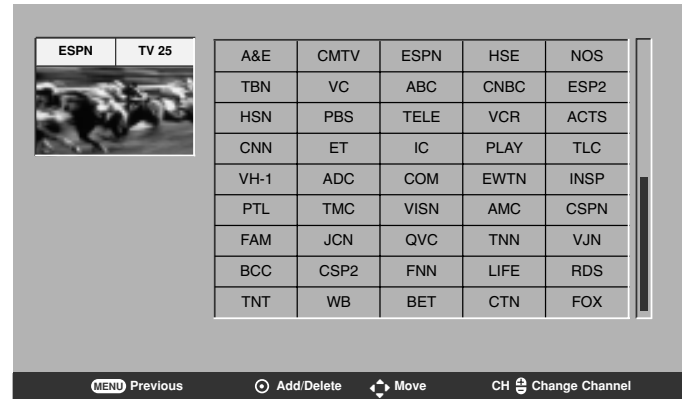 ESPN TV 25
A&E CMTV ESPN HSE NOS
TBN VC ABC CNBC ESP2
HSN PBS TELE VCR ACTS
CNN ET IC PLAY TLC
VH-1 ADC COM EWTN INSP
PTL TMC VISN AMC CSPN
FAM JCN QVC TNN VJN
BCC CSP2 FNN LIFE RDS
TNT WB BET CTN FOX
MENU Previous Add/Delete Move CH Change Channel